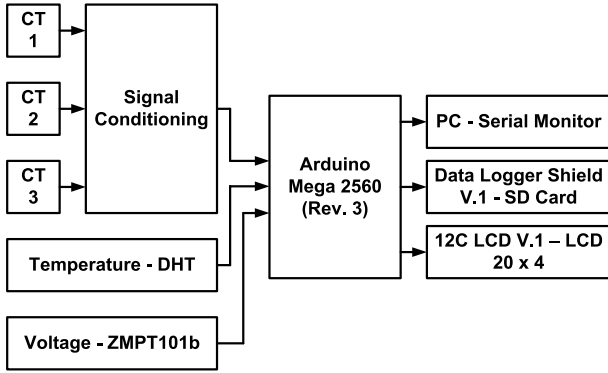 CT
1
CT
2
CT
3
Signal
Conditioning
Temperature - DHT
Voltage - ZMPT101b
Arduino
Mega 2560
(Rev. 3)
PC - Serial Monitor
Data Logger Shield
V.1 - SD Card
12C LCD V.1 – LCD
20 x 4